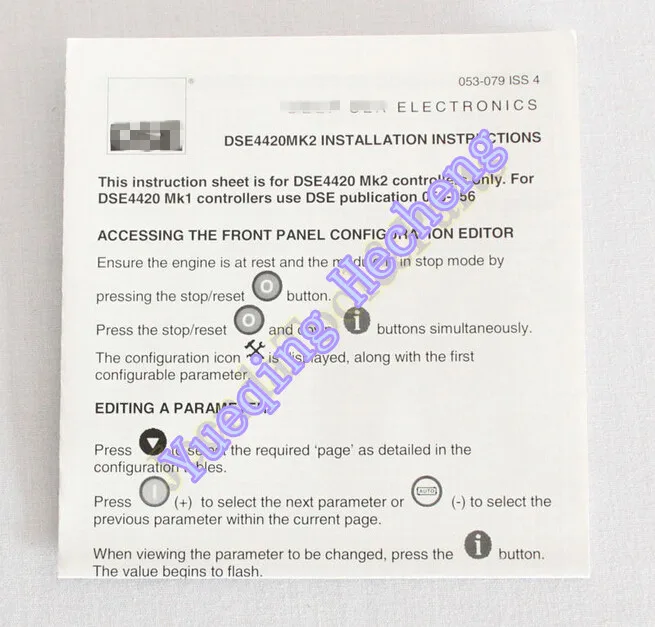 053-079 ISS 4
ELECTRONICS
DSE4420MK2 INSTALLATION INSTRUCTIONS
This instruction sheet is for DSE4420 Mk2 controllers only. For
DSE4420 Mk1 controllers use DSE publication
ACCESSING THE FRONT PANEL CONFIGURATION EDITOR
Ensure the engine is at rest and the module is in stop mode by
pressing the stop/reset O button.
Press the stop/reset O and i buttons simultaneously.
The configuration icon is displayed, along with the first
configurable parameter.
EDITING A PARAMETER
Press to select the required 'page' as detailed in the
configuration tables.
Press I (+) to select the next parameter or AUTO (-) to select the
previous parameter within the current page.
When viewing the parameter to be changed, press the i button.
The value begins to flash.
Yueqing Hecheng